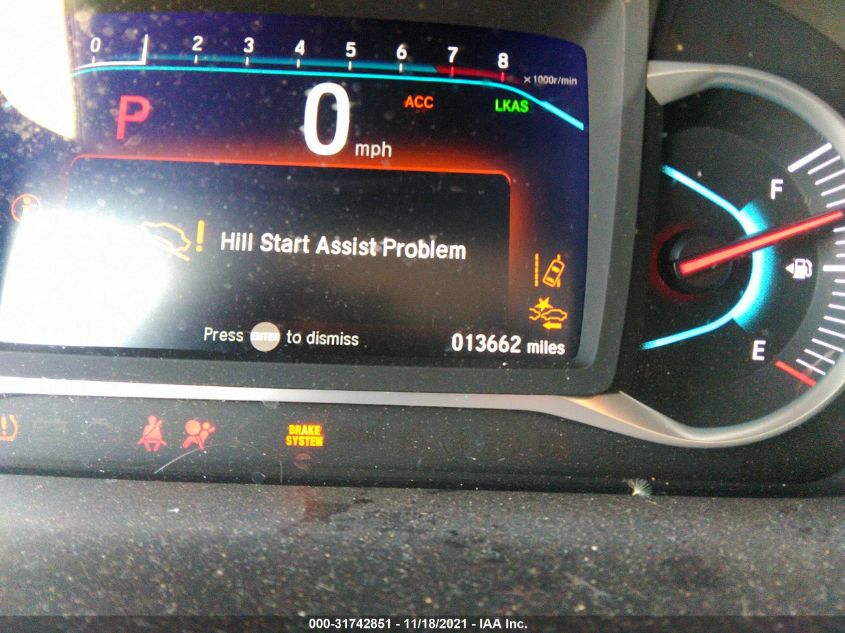 0 2 3 4 5 6 7 8
×1000r/min
P 0 mph ACC LKAS
! Hill Start Assist Problem
Press ENTER to dismiss
013662 miles
F
E
BRAKE
SYSTEM
000-31742851 - 11/18/2021 - IAA Inc.